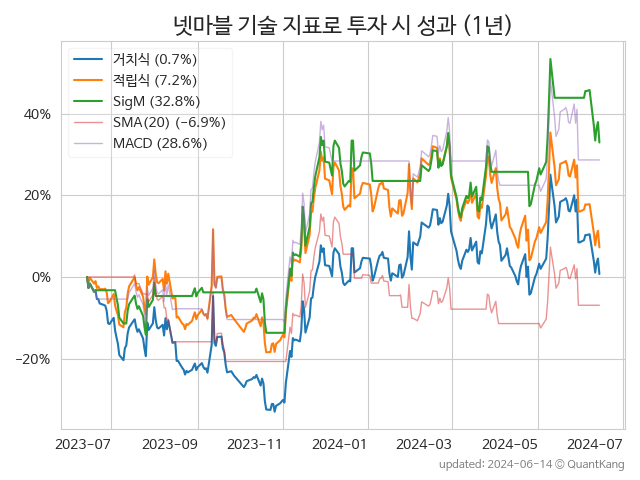 넷마블 기술 지표로 투자 시 성과 (1년)
거치식 (0.7%)
적립식 (7.2%)
SigM (32.8%)
SMA(20) (−6.9%)
MACD (28.6%)
40%
20%
0%
−20%
2023-07 2023-09 2023-11 2024-01 2024-03 2024-05 2024-07
updated: 2024-06-14 © QuantKang